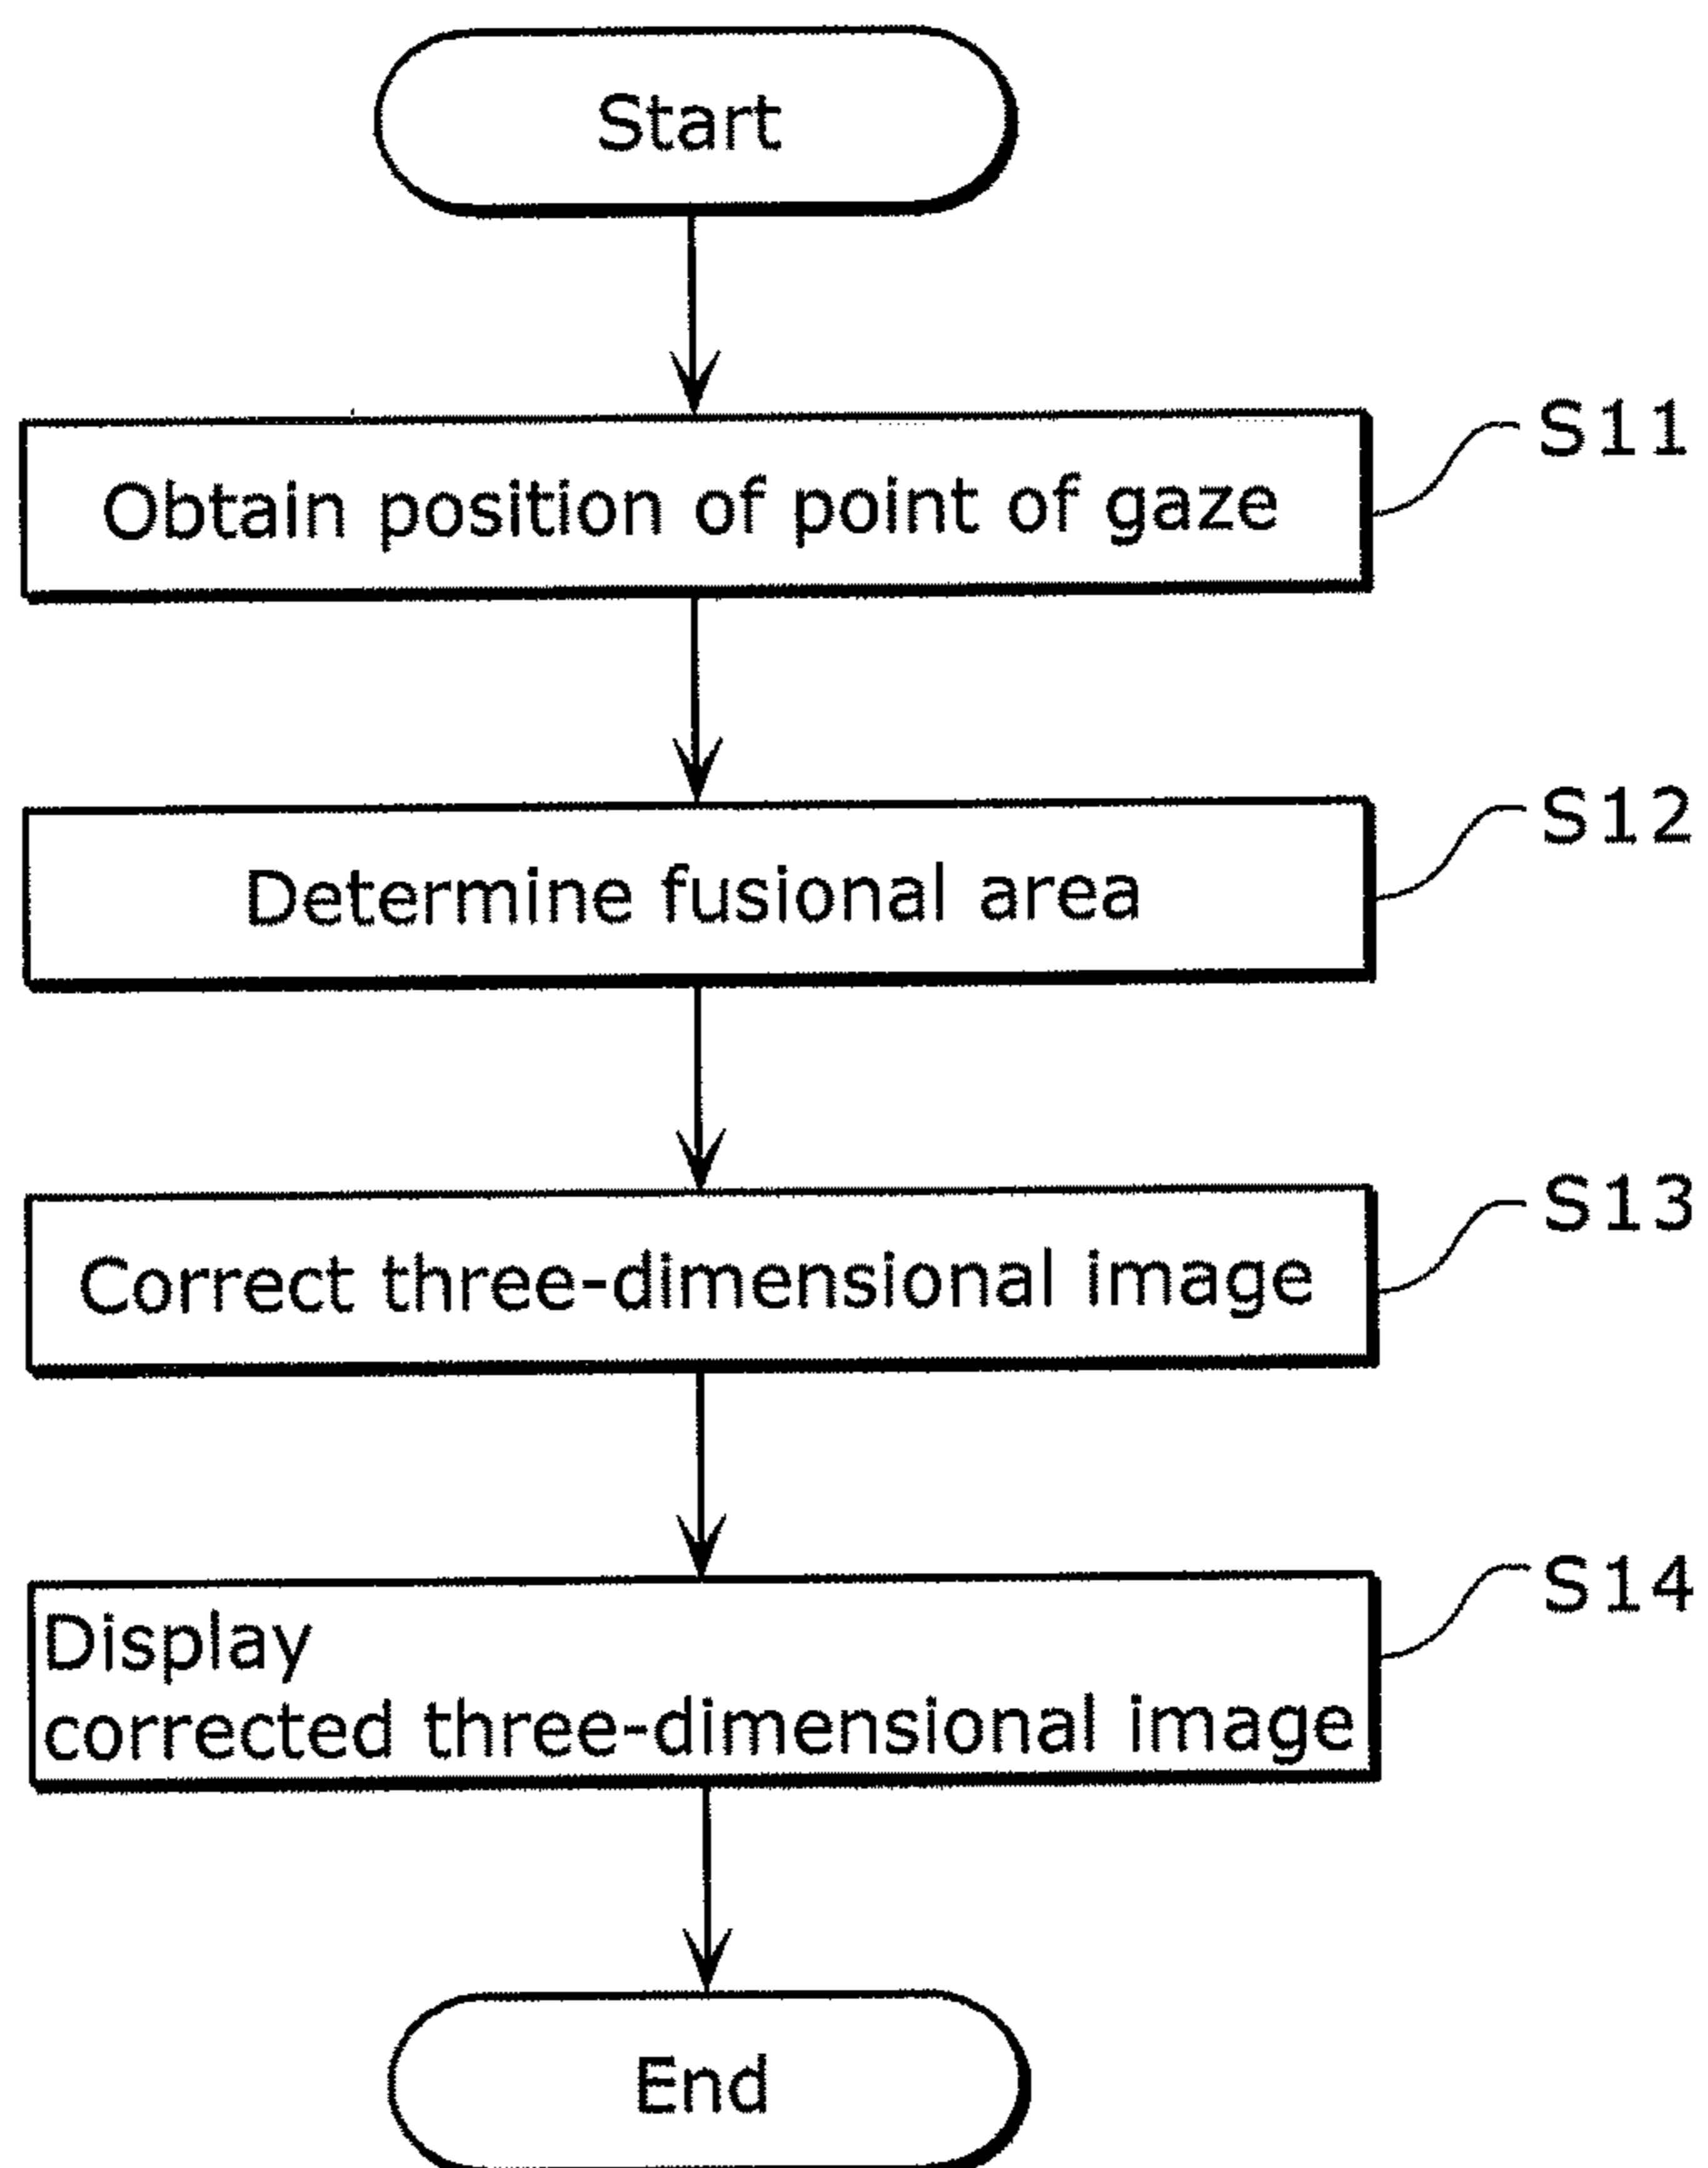 Start
Obtain position of point of gaze
S11
Determine fusional area
S12
Correct three-dimensional image
S13
Display
corrected three-dimensional image
S14
End